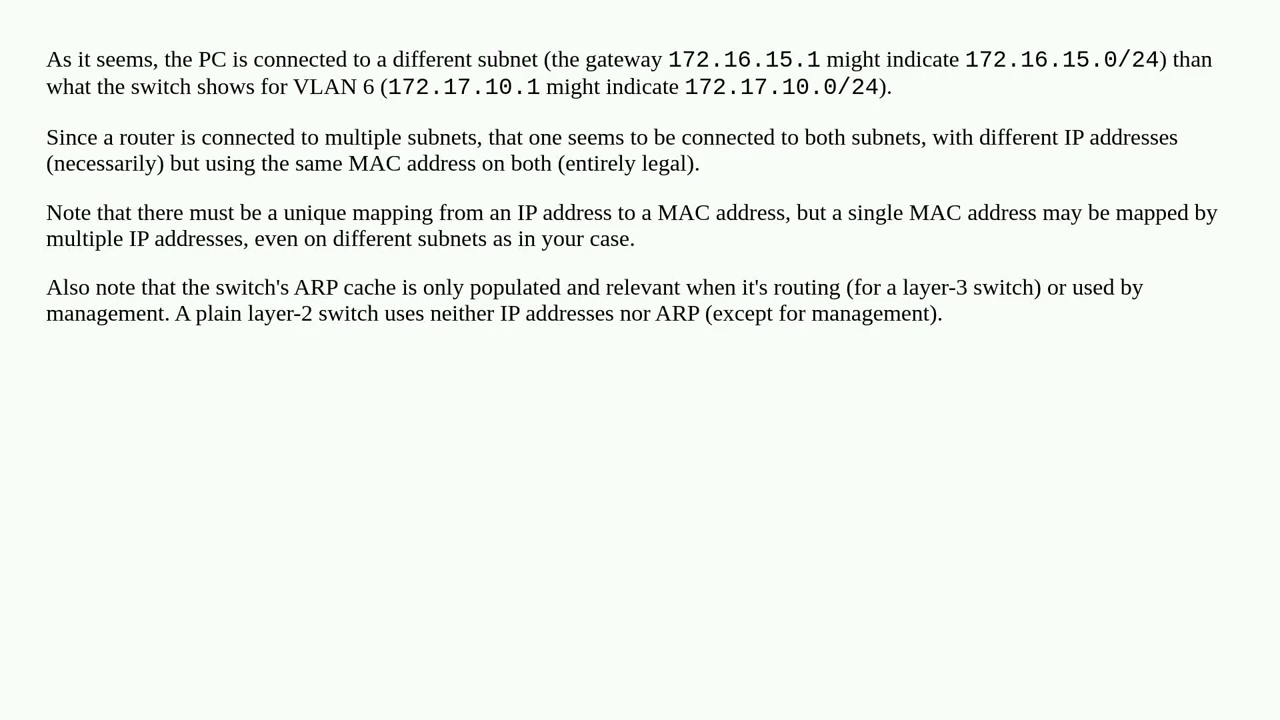 As it seems, the PC is connected to a different subnet (the gateway 172.16.15.1 might indicate 172.16.15.0/24) than
what the switch shows for VLAN 6 (172.17.10.1 might indicate 172.17.10.0/24).
Since a router is connected to multiple subnets, that one seems to be connected to both subnets, with different IP addresses
(necessarily) but using the same MAC address on both (entirely legal).
Note that there must be a unique mapping from an IP address to a MAC address, but a single MAC address may be mapped by
multiple IP addresses, even on different subnets as in your case.
Also note that the switch's ARP cache is only populated and relevant when it's routing (for a layer-3 switch) or used by
management. A plain layer-2 switch uses neither IP addresses nor ARP (except for management).